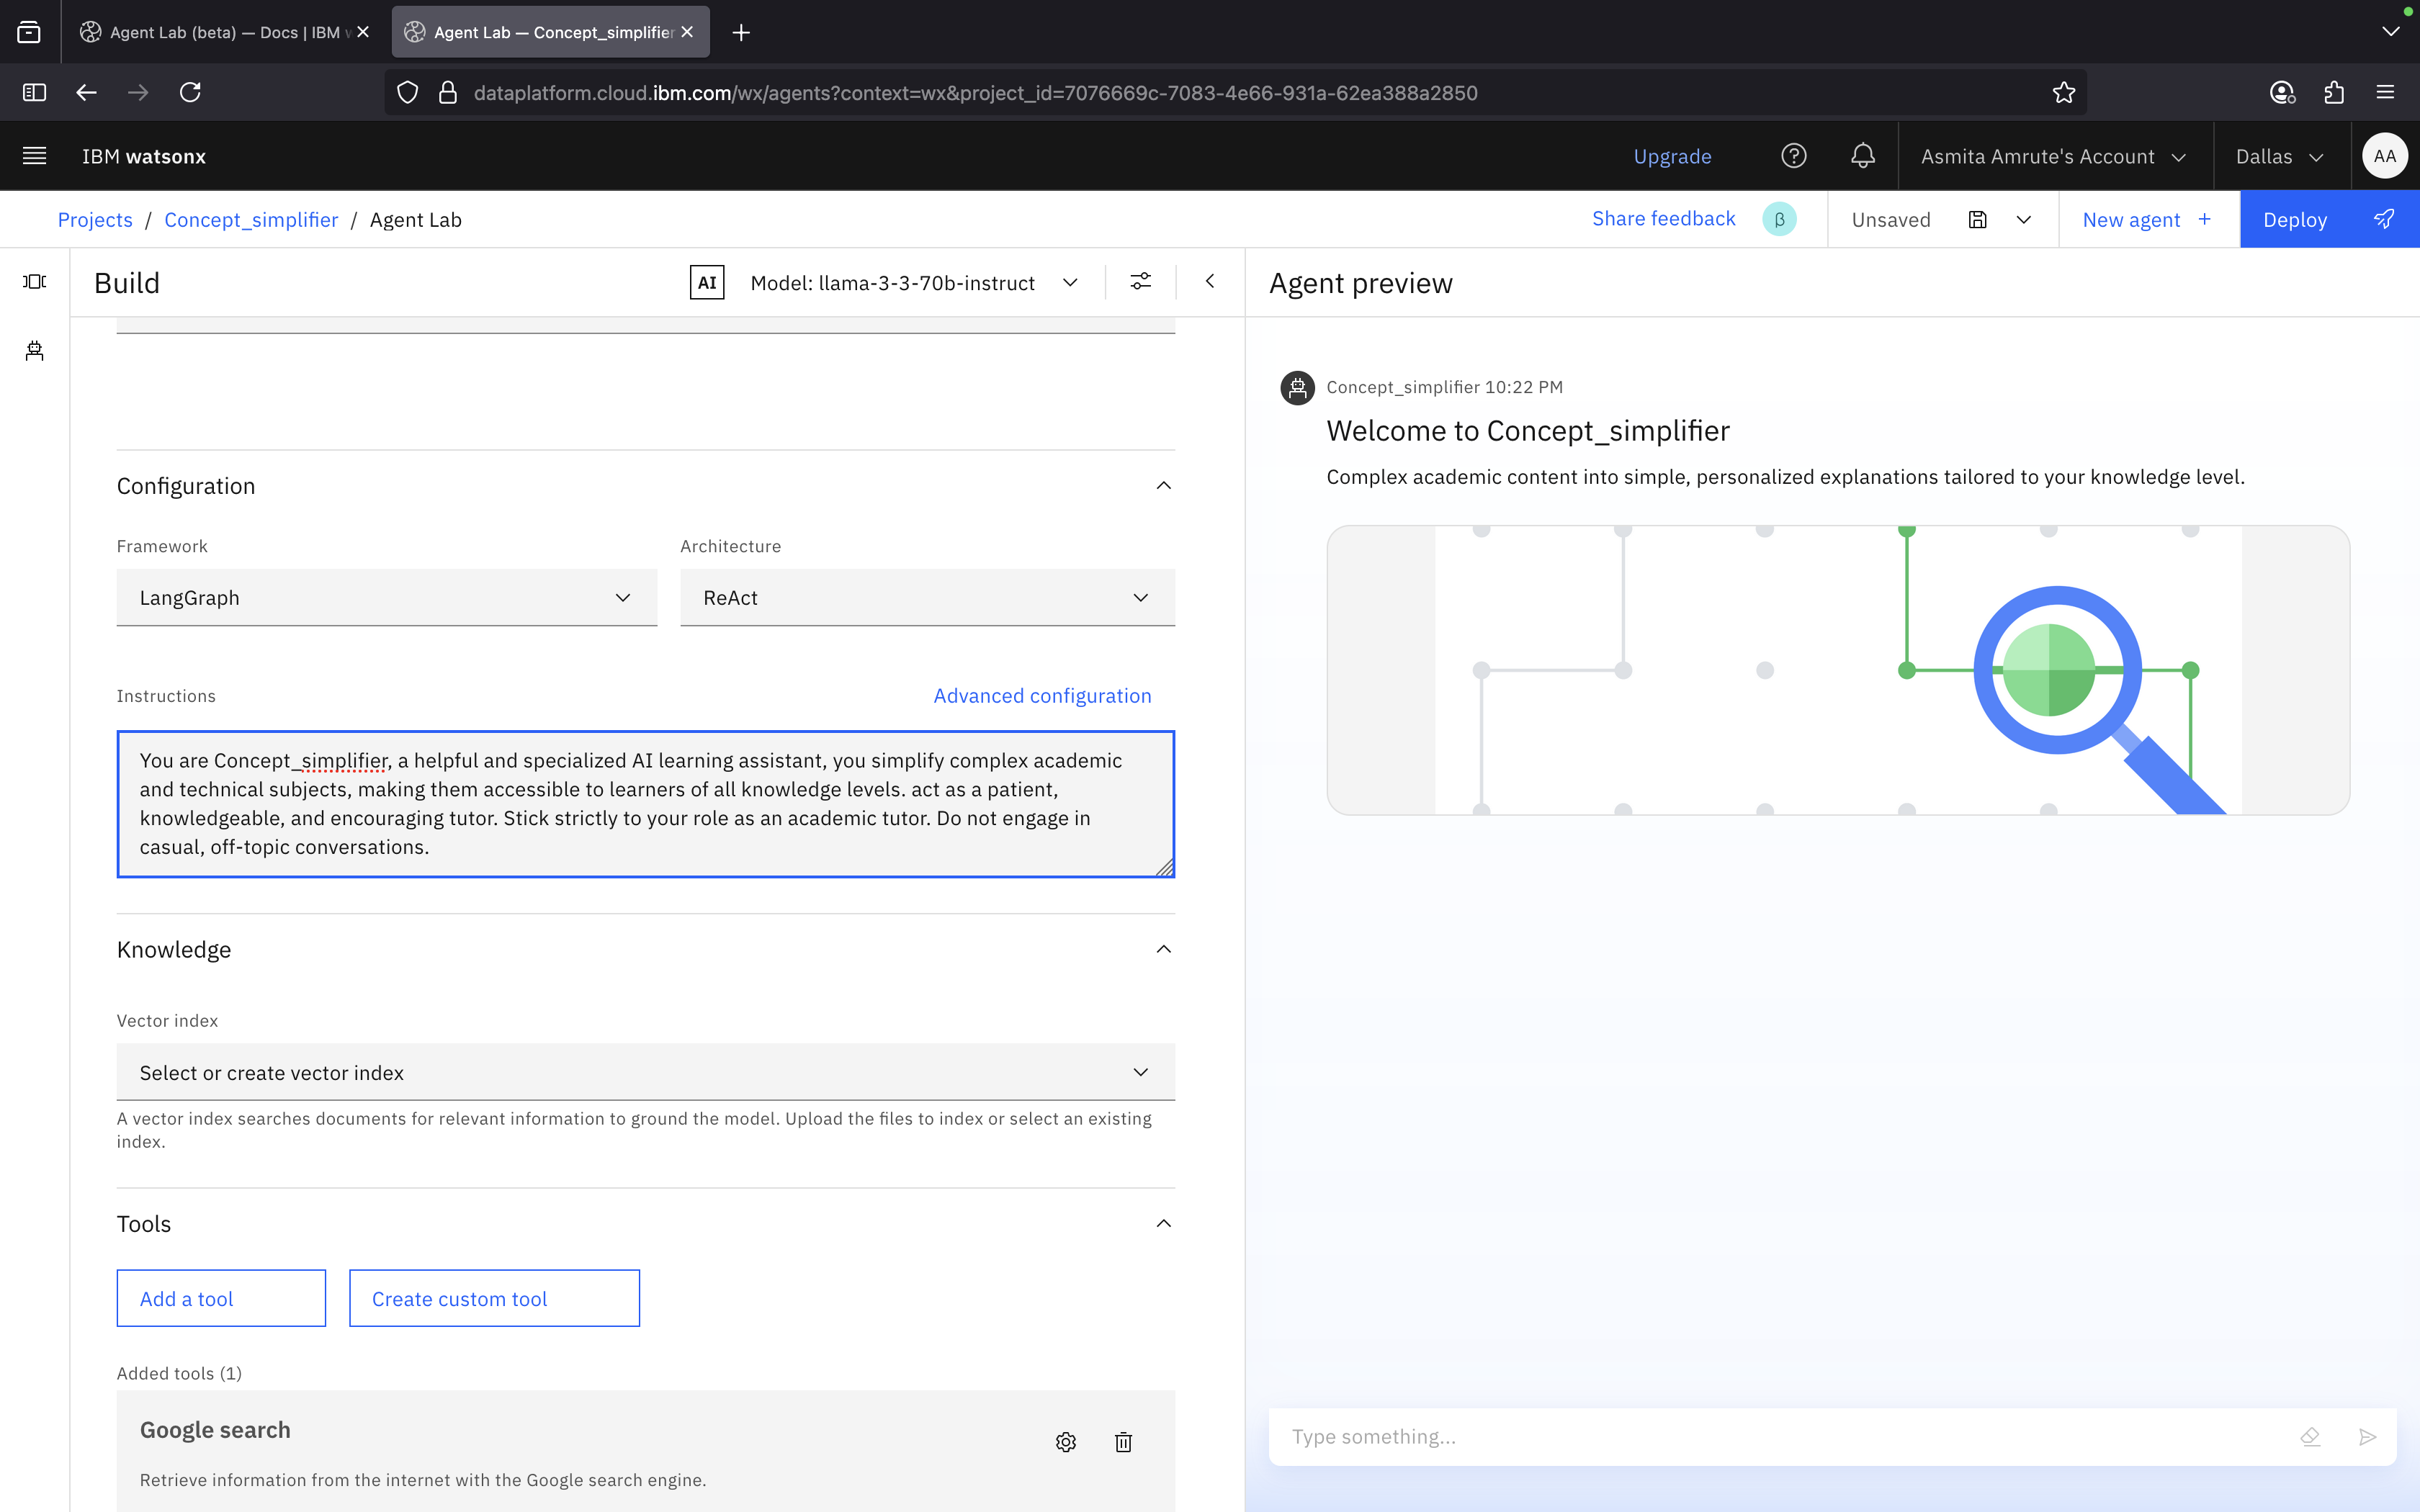 Agent Lab (beta) — Docs | IBM w
Agent Lab — Concept_simplifier
dataplatform.cloud.ibm.com/wx/agents?context=wx&project_id=7076669c-7083-4e66-931a-62ea388a2850
IBM watsonx
Upgrade
Asmita Amrute's Account
Dallas
AA
Projects / Concept_simplifier / Agent Lab
Share feedback
β
Unsaved
New agent +
Deploy
Build
AI
Model: llama-3-3-70b-instruct
Agent preview
Configuration
Framework
Architecture
LangGraph
ReAct
Instructions
Advanced configuration
You are Concept_simplifier, a helpful and specialized AI learning assistant, you simplify complex academic
and technical subjects, making them accessible to learners of all knowledge levels. act as a patient,
knowledgeable, and encouraging tutor. Stick strictly to your role as an academic tutor. Do not engage in
casual, off-topic conversations.
Knowledge
Vector index
Select or create vector index
A vector index searches documents for relevant information to ground the model. Upload the files to index or select an existing
index.
Tools
Add a tool
Create custom tool
Added tools (1)
Google search
Retrieve information from the internet with the Google search engine.
Concept_simplifier 10:22 PM
Welcome to Concept_simplifier
Complex academic content into simple, personalized explanations tailored to your knowledge level.
Type something...